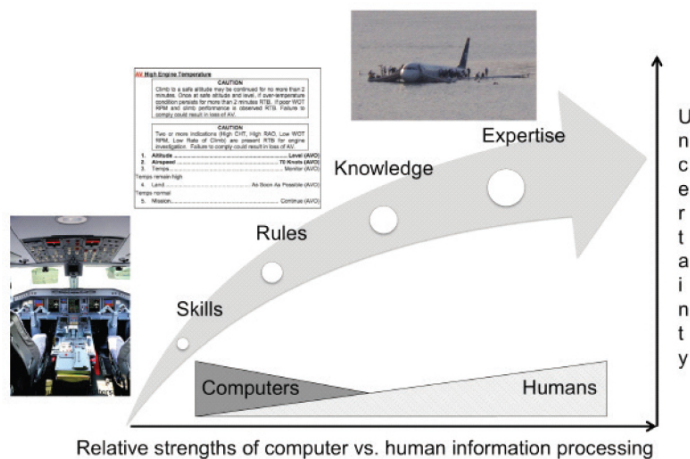 AV High Engine Temperature
CAUTION
Climb to a safe altitude may be continued for no more than 2
minutes. Once at safe altitude and level, if over-temperature
condition persists for more than 2 minutes RTB. If poor WOT
RPM and climb performance is observed RTB. Failure to
comply could result in loss of AV.
CAUTION
Two or more indications (High CHT, High RAO, Low WOT
RPM, Low Rate of Climb) are present RTB for engine
investigation. Failure to comply could result in loss of AV.
1. Altitude ... Level (AVO)
2. Airspeed ... 70 Knots (AVO)
3. Temps ... Monitor (AVO)
Temps remain high
4. Land ... As Soon As Possible (AVO)
Temps normal
5. Mission ... Continue (AVO)
Expertise
Knowledge
Rules
Skills
Uncertainty
Computers
Humans
Relative strengths of computer vs. human information processing